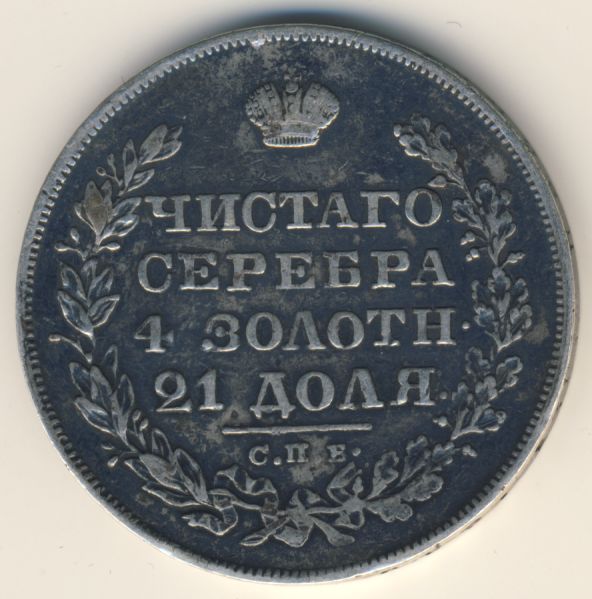 ЧИСТАГО
СЕРЕБРА
4 ЗОЛОТН.
21 ДОЛЯ.
С.П Б.